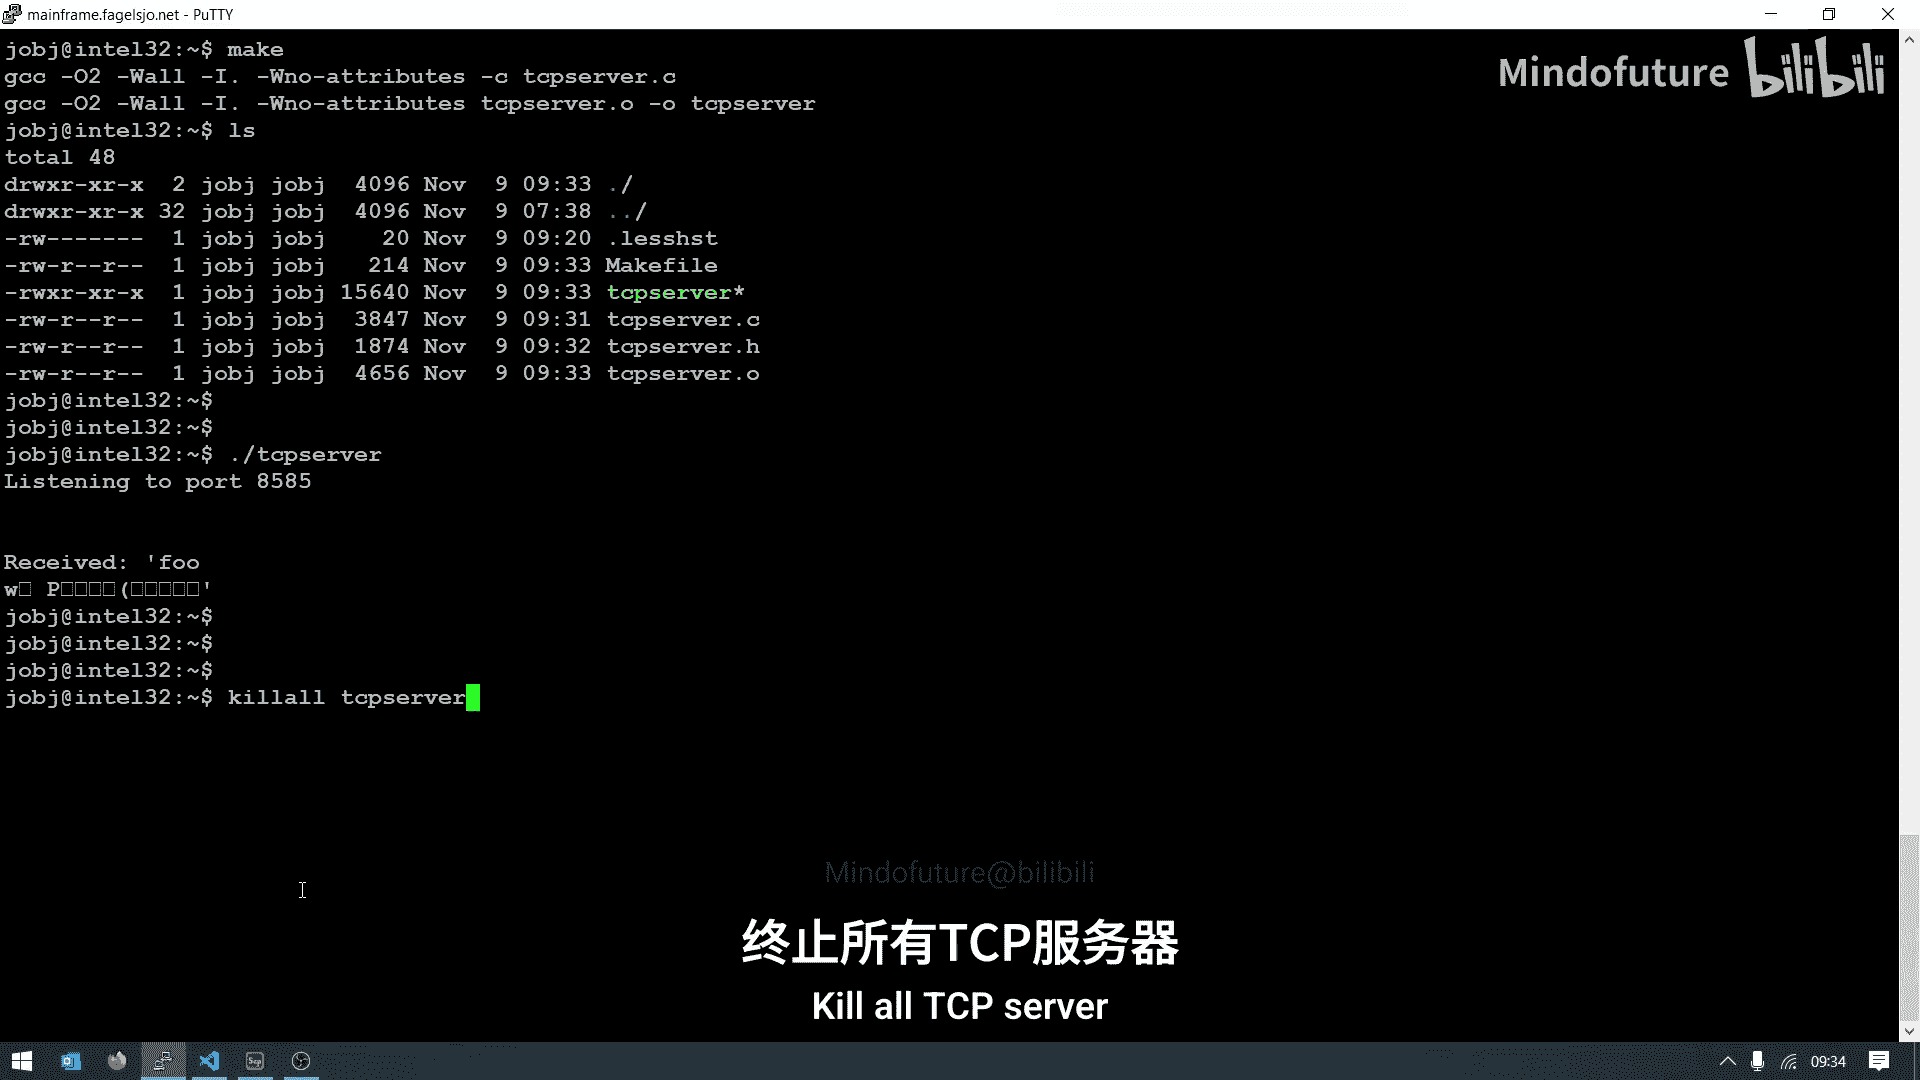 mainframe.fagelsjo.net - PuTTY
jobj@intel32:~$ make
gcc -O2 -Wall -I. -Wno-attributes -c tcpserver.c
gcc -O2 -Wall -I. -Wno-attributes tcpserver.o -o tcpserver
jobj@intel32:~$ ls
total 48
drwxr-xr-x  2 jobj jobj  4096 Nov  9 09:33 ./
drwxr-xr-x 32 jobj jobj  4096 Nov  9 07:38 ../
-rw-------  1 jobj jobj    20 Nov  9 09:20 .lesshst
-rw-r--r--  1 jobj jobj   214 Nov  9 09:33 Makefile
-rwxr-xr-x  1 jobj jobj 15640 Nov  9 09:33 tcpserver*
-rw-r--r--  1 jobj jobj  3847 Nov  9 09:31 tcpserver.c
-rw-r--r--  1 jobj jobj  1874 Nov  9 09:32 tcpserver.h
-rw-r--r--  1 jobj jobj  4656 Nov  9 09:33 tcpserver.o
jobj@intel32:~$
jobj@intel32:~$
jobj@intel32:~$ ./tcpserver
Listening to port 8585
Received: 'foo
w□ P□□□□(□□□□□'
jobj@intel32:~$
jobj@intel32:~$
jobj@intel32:~$
jobj@intel32:~$ killall tcpserver
Mindofuture bilibili
Mindofuture@bilibili
终止所有TCP服务器
Kill all TCP server
09:34